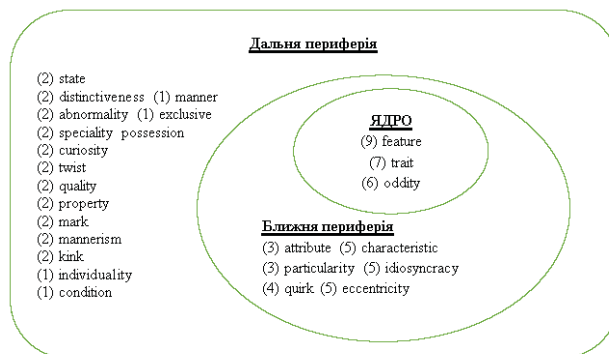 Дальня периферія
(2) state
(2) distinctiveness (1) manner
(2) abnormality (1) exclusive
(2) speciality possession
(2) curiosity
(2) twist
(2) quality
(2) property
(2) mark
(2) mannerism
(2) kink
(1) individuality
(1) condition
ЯДРО
(9) feature
(7) trait
(6) oddity
Ближня периферія
(3) attribute (5) characteristic
(3) particularity (5) idiosyncracy
(4) quirk (5) eccentricity